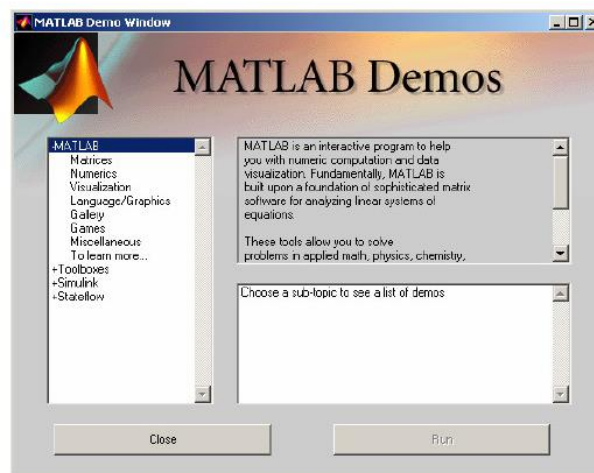 MATLAB Demo Window
MATLAB Demos
-MATLAB
Matrices
Numerics
Visualization
Language/Graphics
Gallery
Games
Miscellaneous
To learn more...
+Toolboxes
+Simulink
+Stateflow
MATLAB is an interactive program to help
you with numeric computation and data
visualization. Fundamentally, MATLAB is
built upon a foundation of sophisticated matrix
software for analyzing linear systems of
equations.
These tools allow you to solve
problems in applied math, physics, chemistry,
Choose a sub-topic to see a list of demos
Close
Run